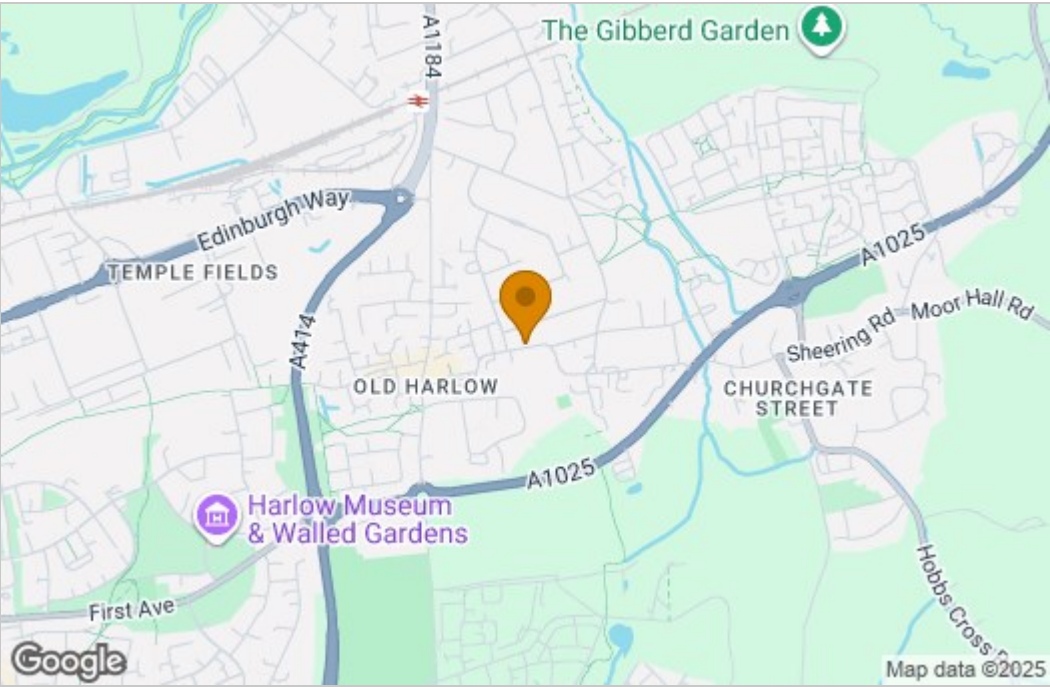 A1184
The Gibberd Garden
Edinburgh Way
TEMPLE FIELDS
A1025
A414
Sheering Rd
Moor Hall Rd
OLD HARLOW
CHURCHGATE
STREET
A1025
Harlow Museum
& Walled Gardens
First Ave
Hobbs Cross
Google
Map data ©2025